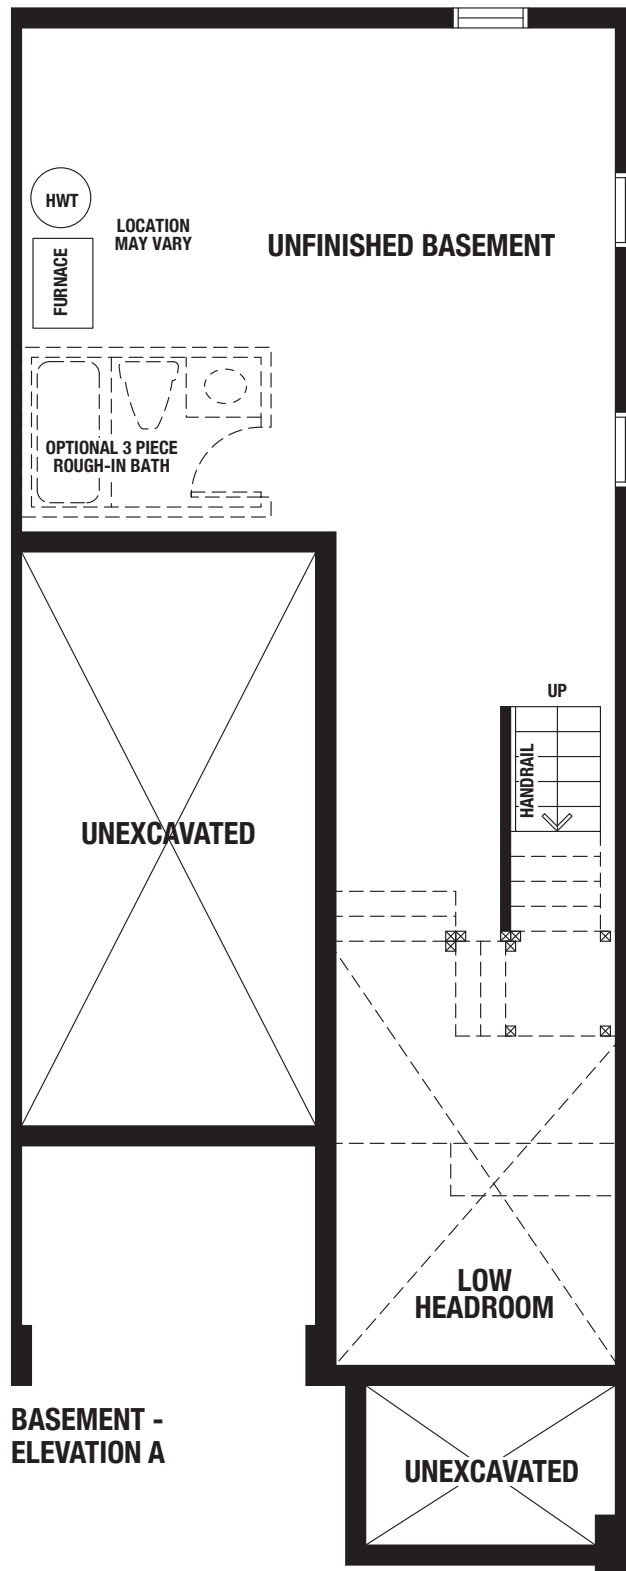 HWT
LOCATION
MAY VARY
UNFINISHED BASEMENT
FURNACE
OPTIONAL 3 PIECE
ROUGH-IN BATH
UP
HANDRAIL
UNEXCAVATED
LOW
HEADROOM
BASEMENT -
ELEVATION A
UNEXCAVATED